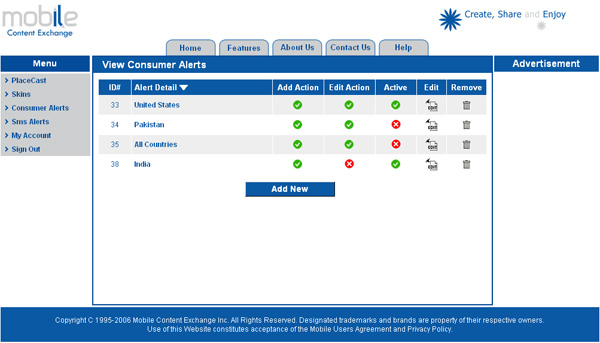 mobile
Content Exchange
Create, Share and Enjoy
Home Features About Us Contact Us Help
Menu
PlaceCast
Skins
Consumer Alerts
Sms Alerts
My Account
Sign Out
View Consumer Alerts
ID# Alert Detail Add Action Edit Action Active Edit Remove
33 United States EDIT
34 Pakistan EDIT
35 All Countries EDIT
38 India EDIT
Add New
Advertisement
Copyright C 1995-2006 Mobile Content Exchange Inc. All Rights Reserved. Designated trademarks and brands are property of their respective owners.
Use of this Website constitutes acceptance of the Mobile Users Agreement and Privacy Policy.